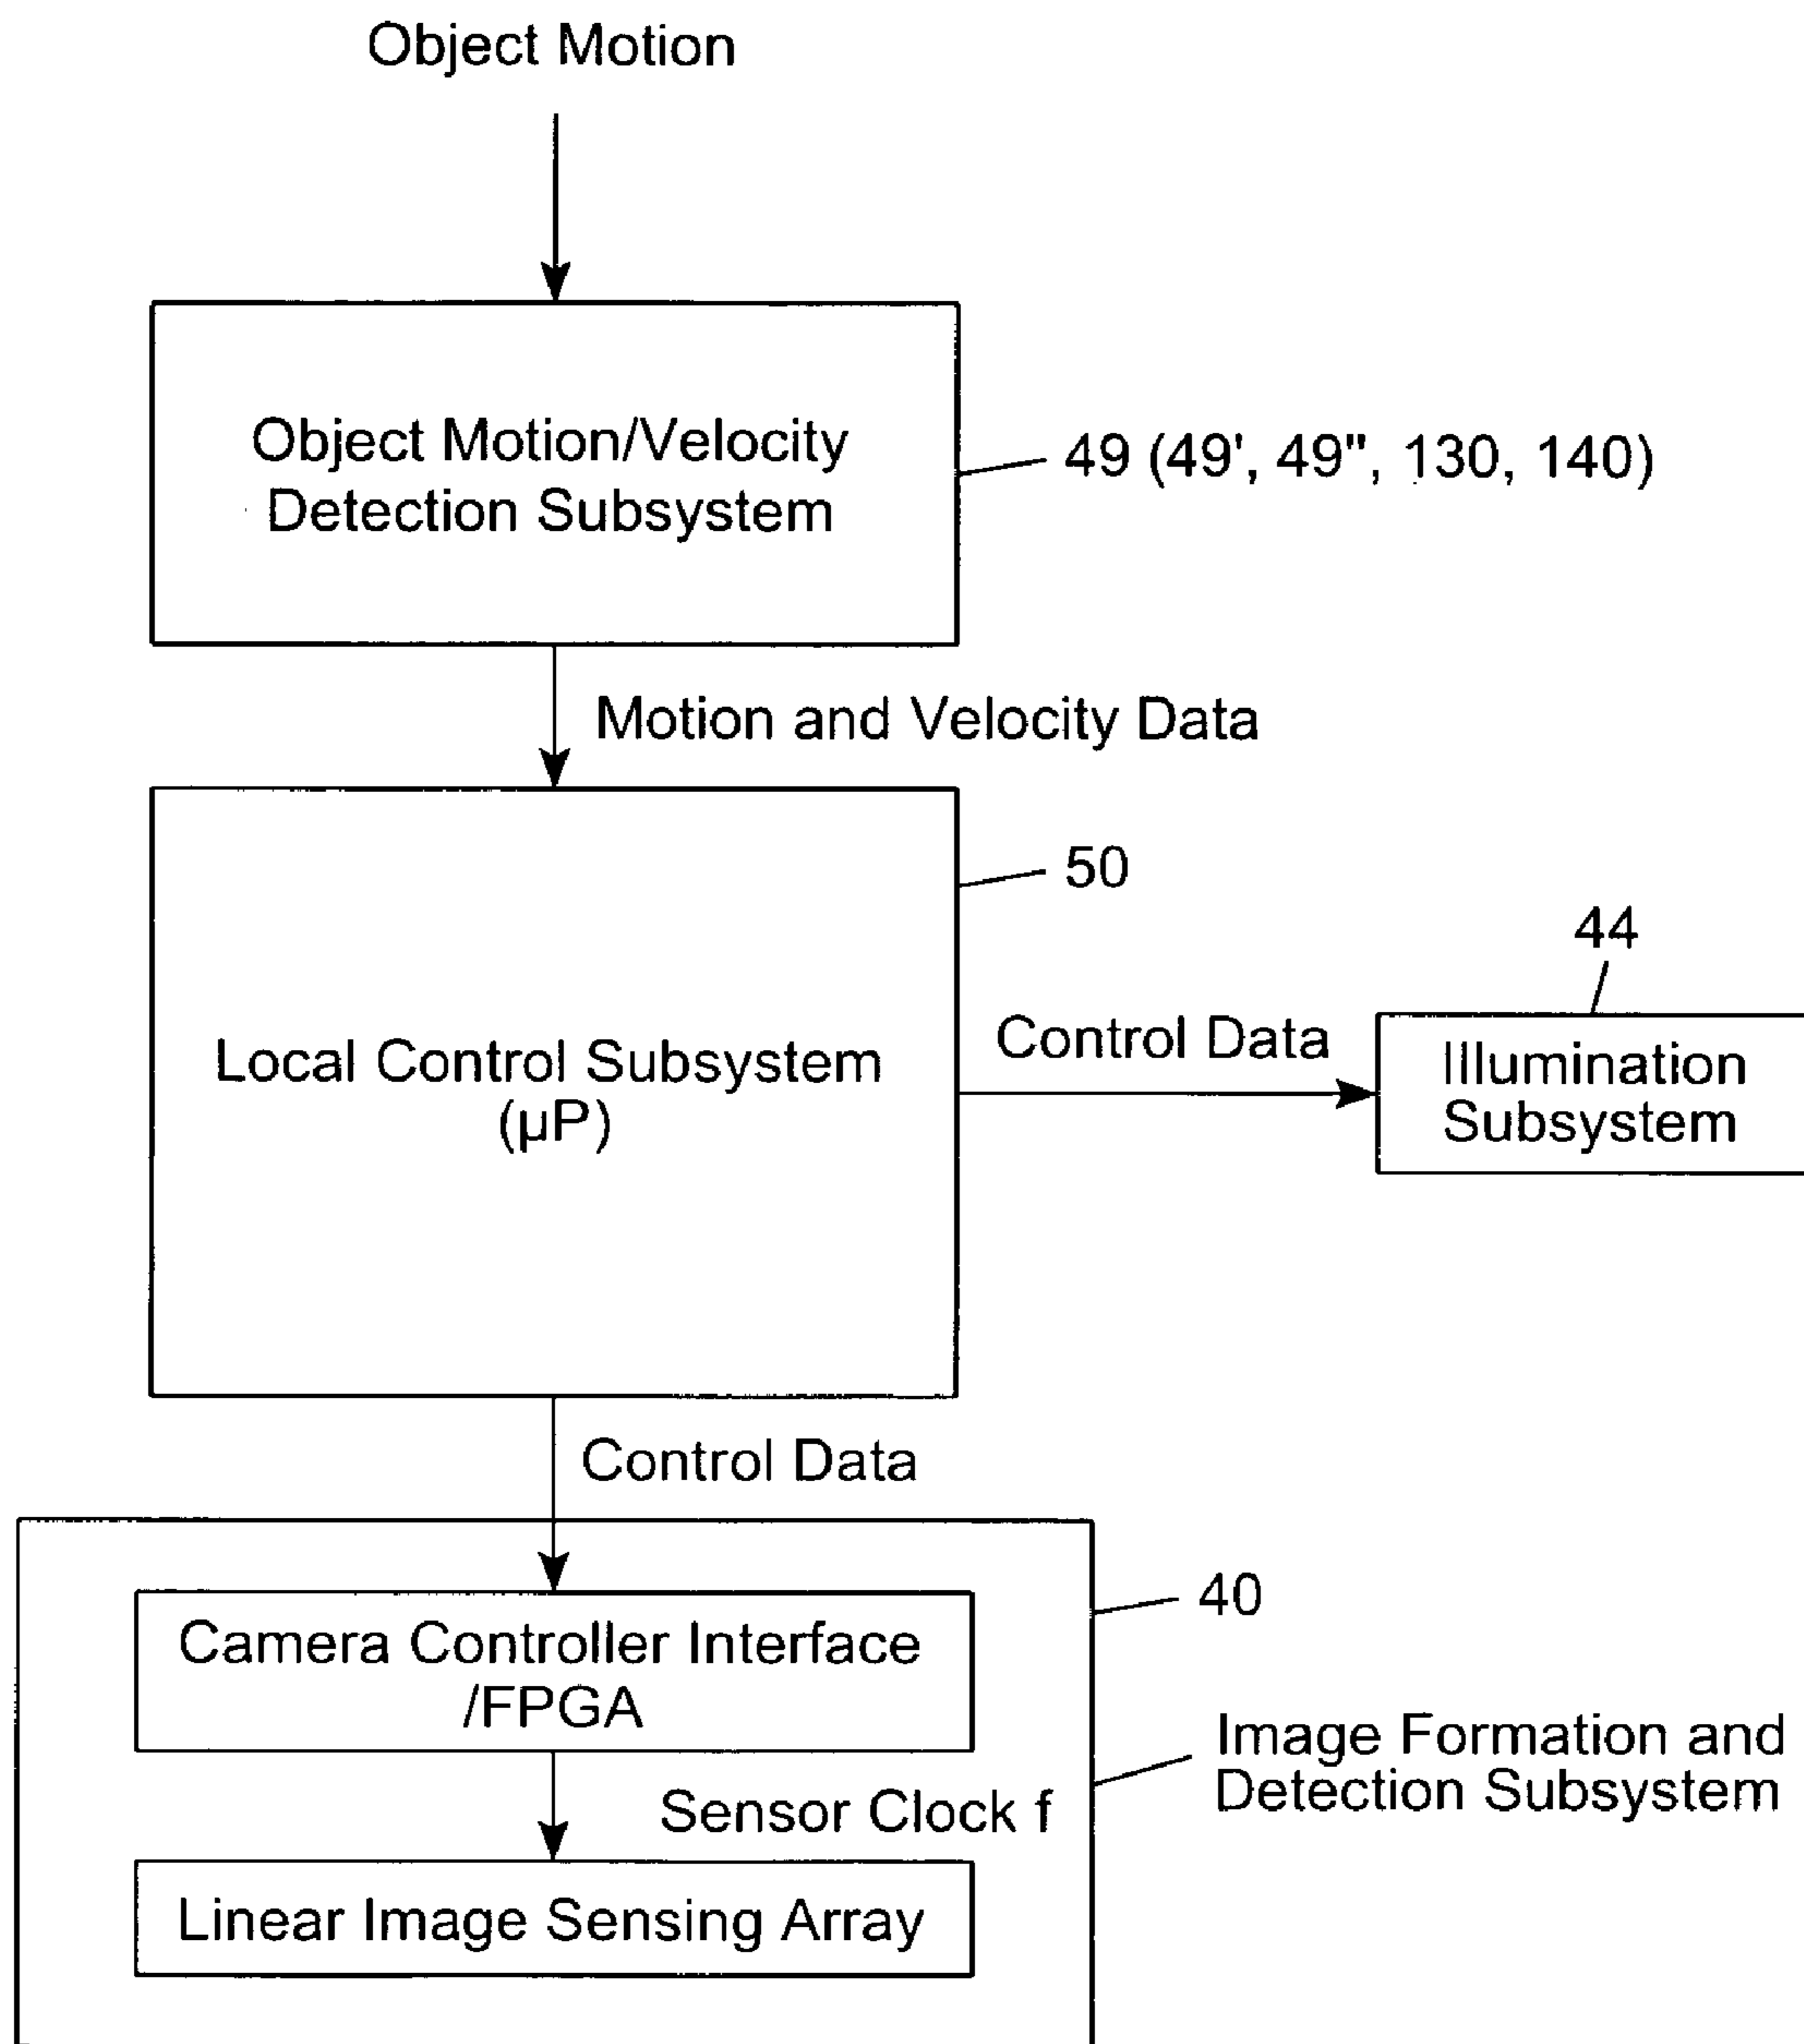 Object Motion
Object Motion/Velocity
Detection Subsystem
49 (49', 49", 130, 140)
Motion and Velocity Data
50
Local Control Subsystem
(µP)
Control Data
44
Illumination
Subsystem
Control Data
40
Camera Controller Interface
/FPGA
Image Formation and
Detection Subsystem
Sensor Clock f
Linear Image Sensing Array